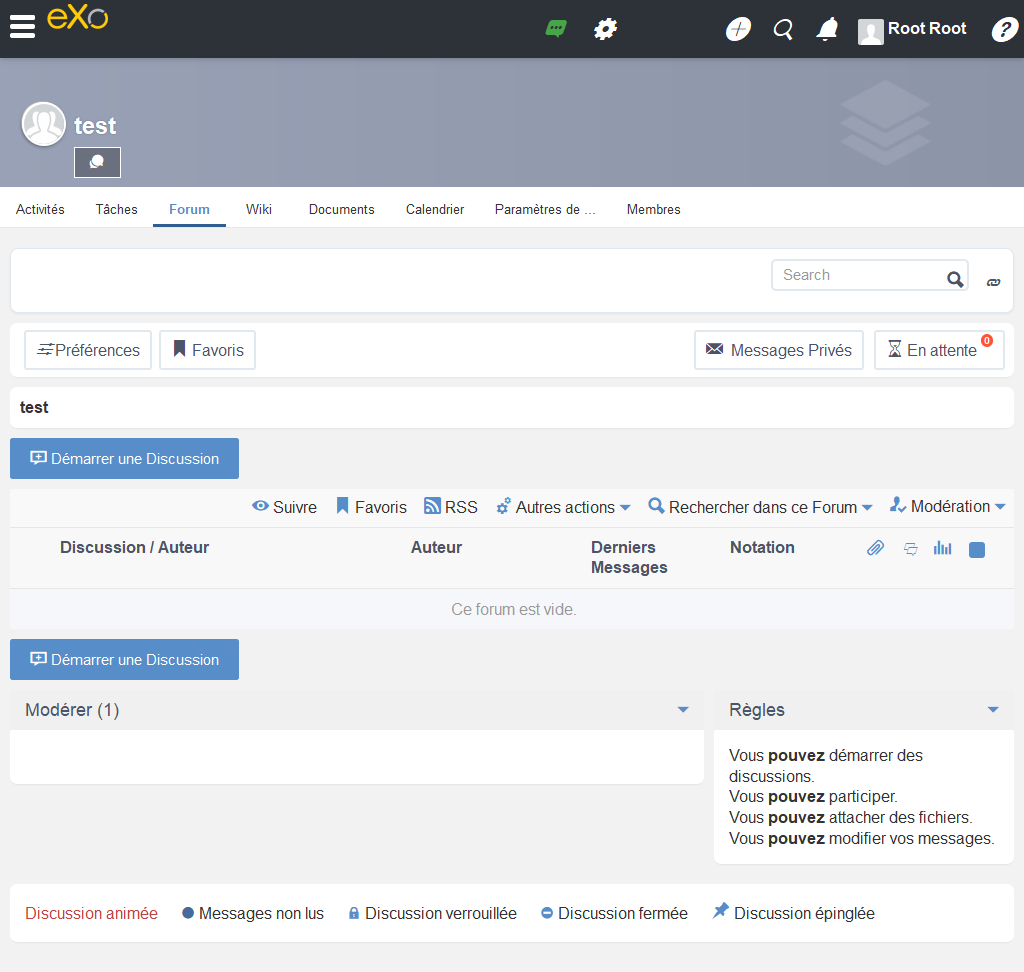 eXo
Root Root
?
test
Activités Tâches Forum Wiki Documents Calendrier Paramètres de ... Membres
Search
Préférences Favoris Messages Privés En attente 0
test
Démarrer une Discussion
Suivre Favoris RSS Autres actions Rechercher dans ce Forum Modération
Discussion / Auteur Auteur Derniers Messages Notation
Ce forum est vide.
Démarrer une Discussion
Modérer (1)
Règles
Vous pouvez démarrer des
discussions.
Vous pouvez participer.
Vous pouvez attacher des fichiers.
Vous pouvez modifier vos messages.
Discussion animée Messages non lus Discussion verrouillée Discussion fermée Discussion épinglée